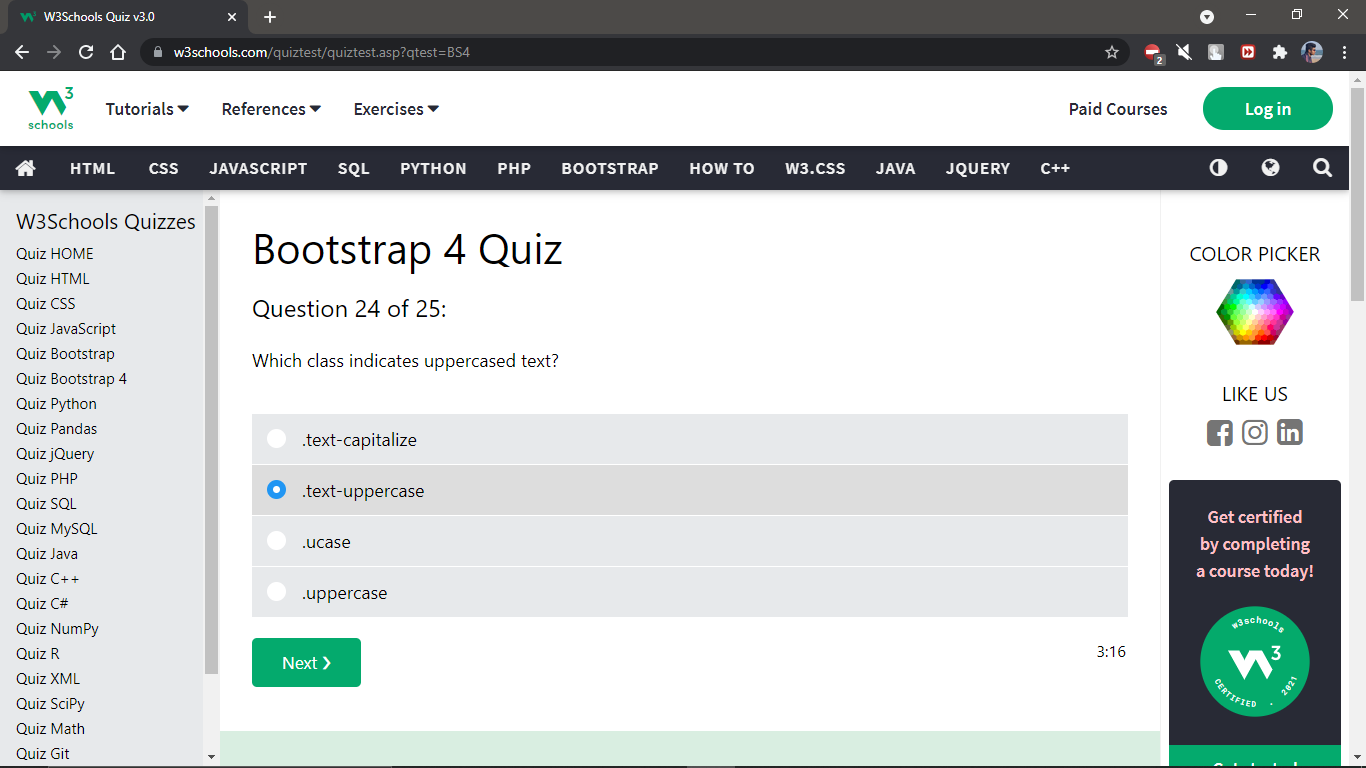 W3Schools Quiz v3.0
w3schools.com/quiztest/quiztest.asp?qtest=BS4
2
3
schools
Tutorials
References
Exercises
Paid Courses
Log in
HTML CSS JAVASCRIPT SQL PYTHON PHP BOOTSTRAP HOW TO W3.CSS JAVA JQUERY C++
W3Schools Quizzes
Quiz HOME
Quiz HTML
Quiz CSS
Quiz JavaScript
Quiz Bootstrap
Quiz Bootstrap 4
Quiz Python
Quiz Pandas
Quiz jQuery
Quiz PHP
Quiz SQL
Quiz MySQL
Quiz Java
Quiz C++
Quiz C#
Quiz NumPy
Quiz R
Quiz XML
Quiz SciPy
Quiz Math
Quiz Git
Bootstrap 4 Quiz
Question 24 of 25:
Which class indicates uppercased text?
.text-capitalize
.text-uppercase
.ucase
.uppercase
Next ❯
3:16
COLOR PICKER
LIKE US
Get certified
by completing
a course today!
w3schools
3
CERTIFIED . 2021